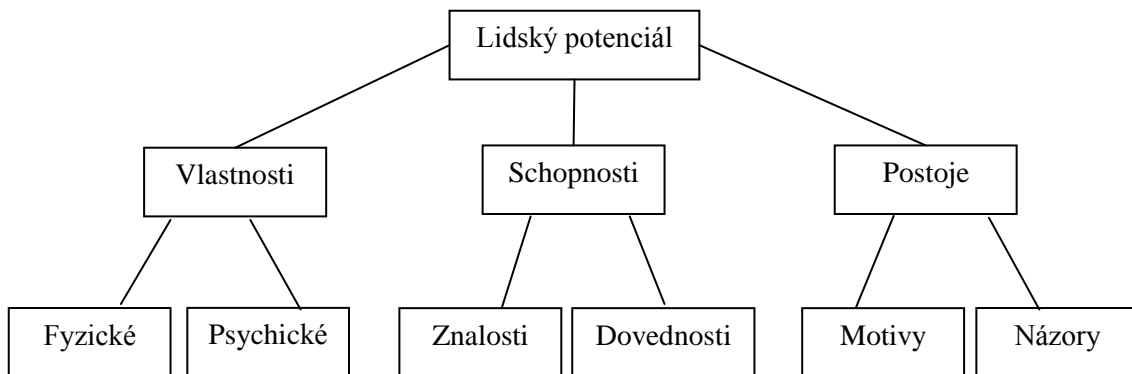 Lidský potenciál
Vlastnosti
Schopnosti
Postoje
Fyzické
Psychické
Znalosti
Dovednosti
Motivy
Názory